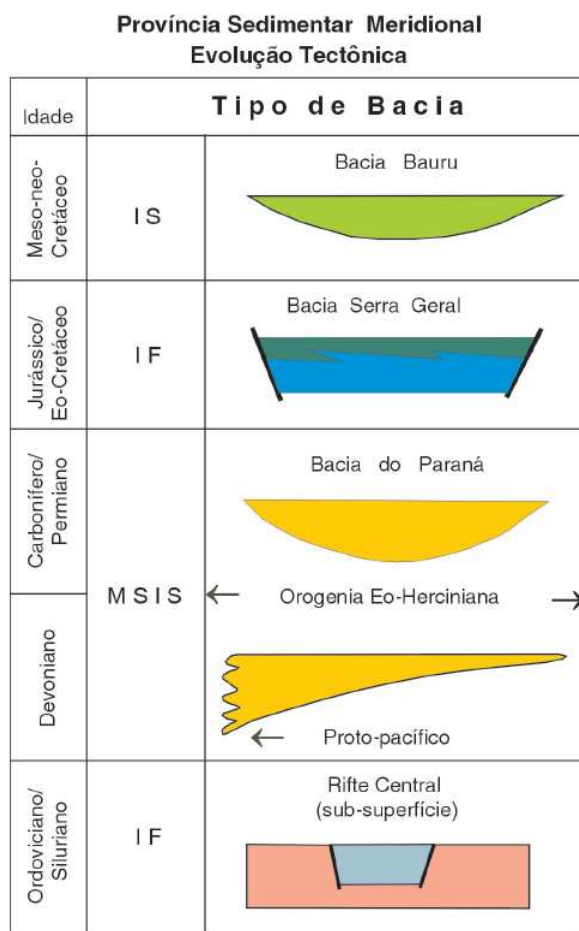 Província Sedimentar Meridional
Evolução Tectônica
Idade
Tipo de Bacia
Meso-neo-
Cretáceo
IS
Bacia Bauru
Jurássico/
Eo-Cretáceo
IF
Bacia Serra Geral
Carbonífero/
Permiano
Bacia do Paraná
MSIS
Orogenia Eo-Herciniana
Devoniano
Proto-pacífico
Ordoviciano/
Siluriano
IF
Rifte Central
(sub-superfície)